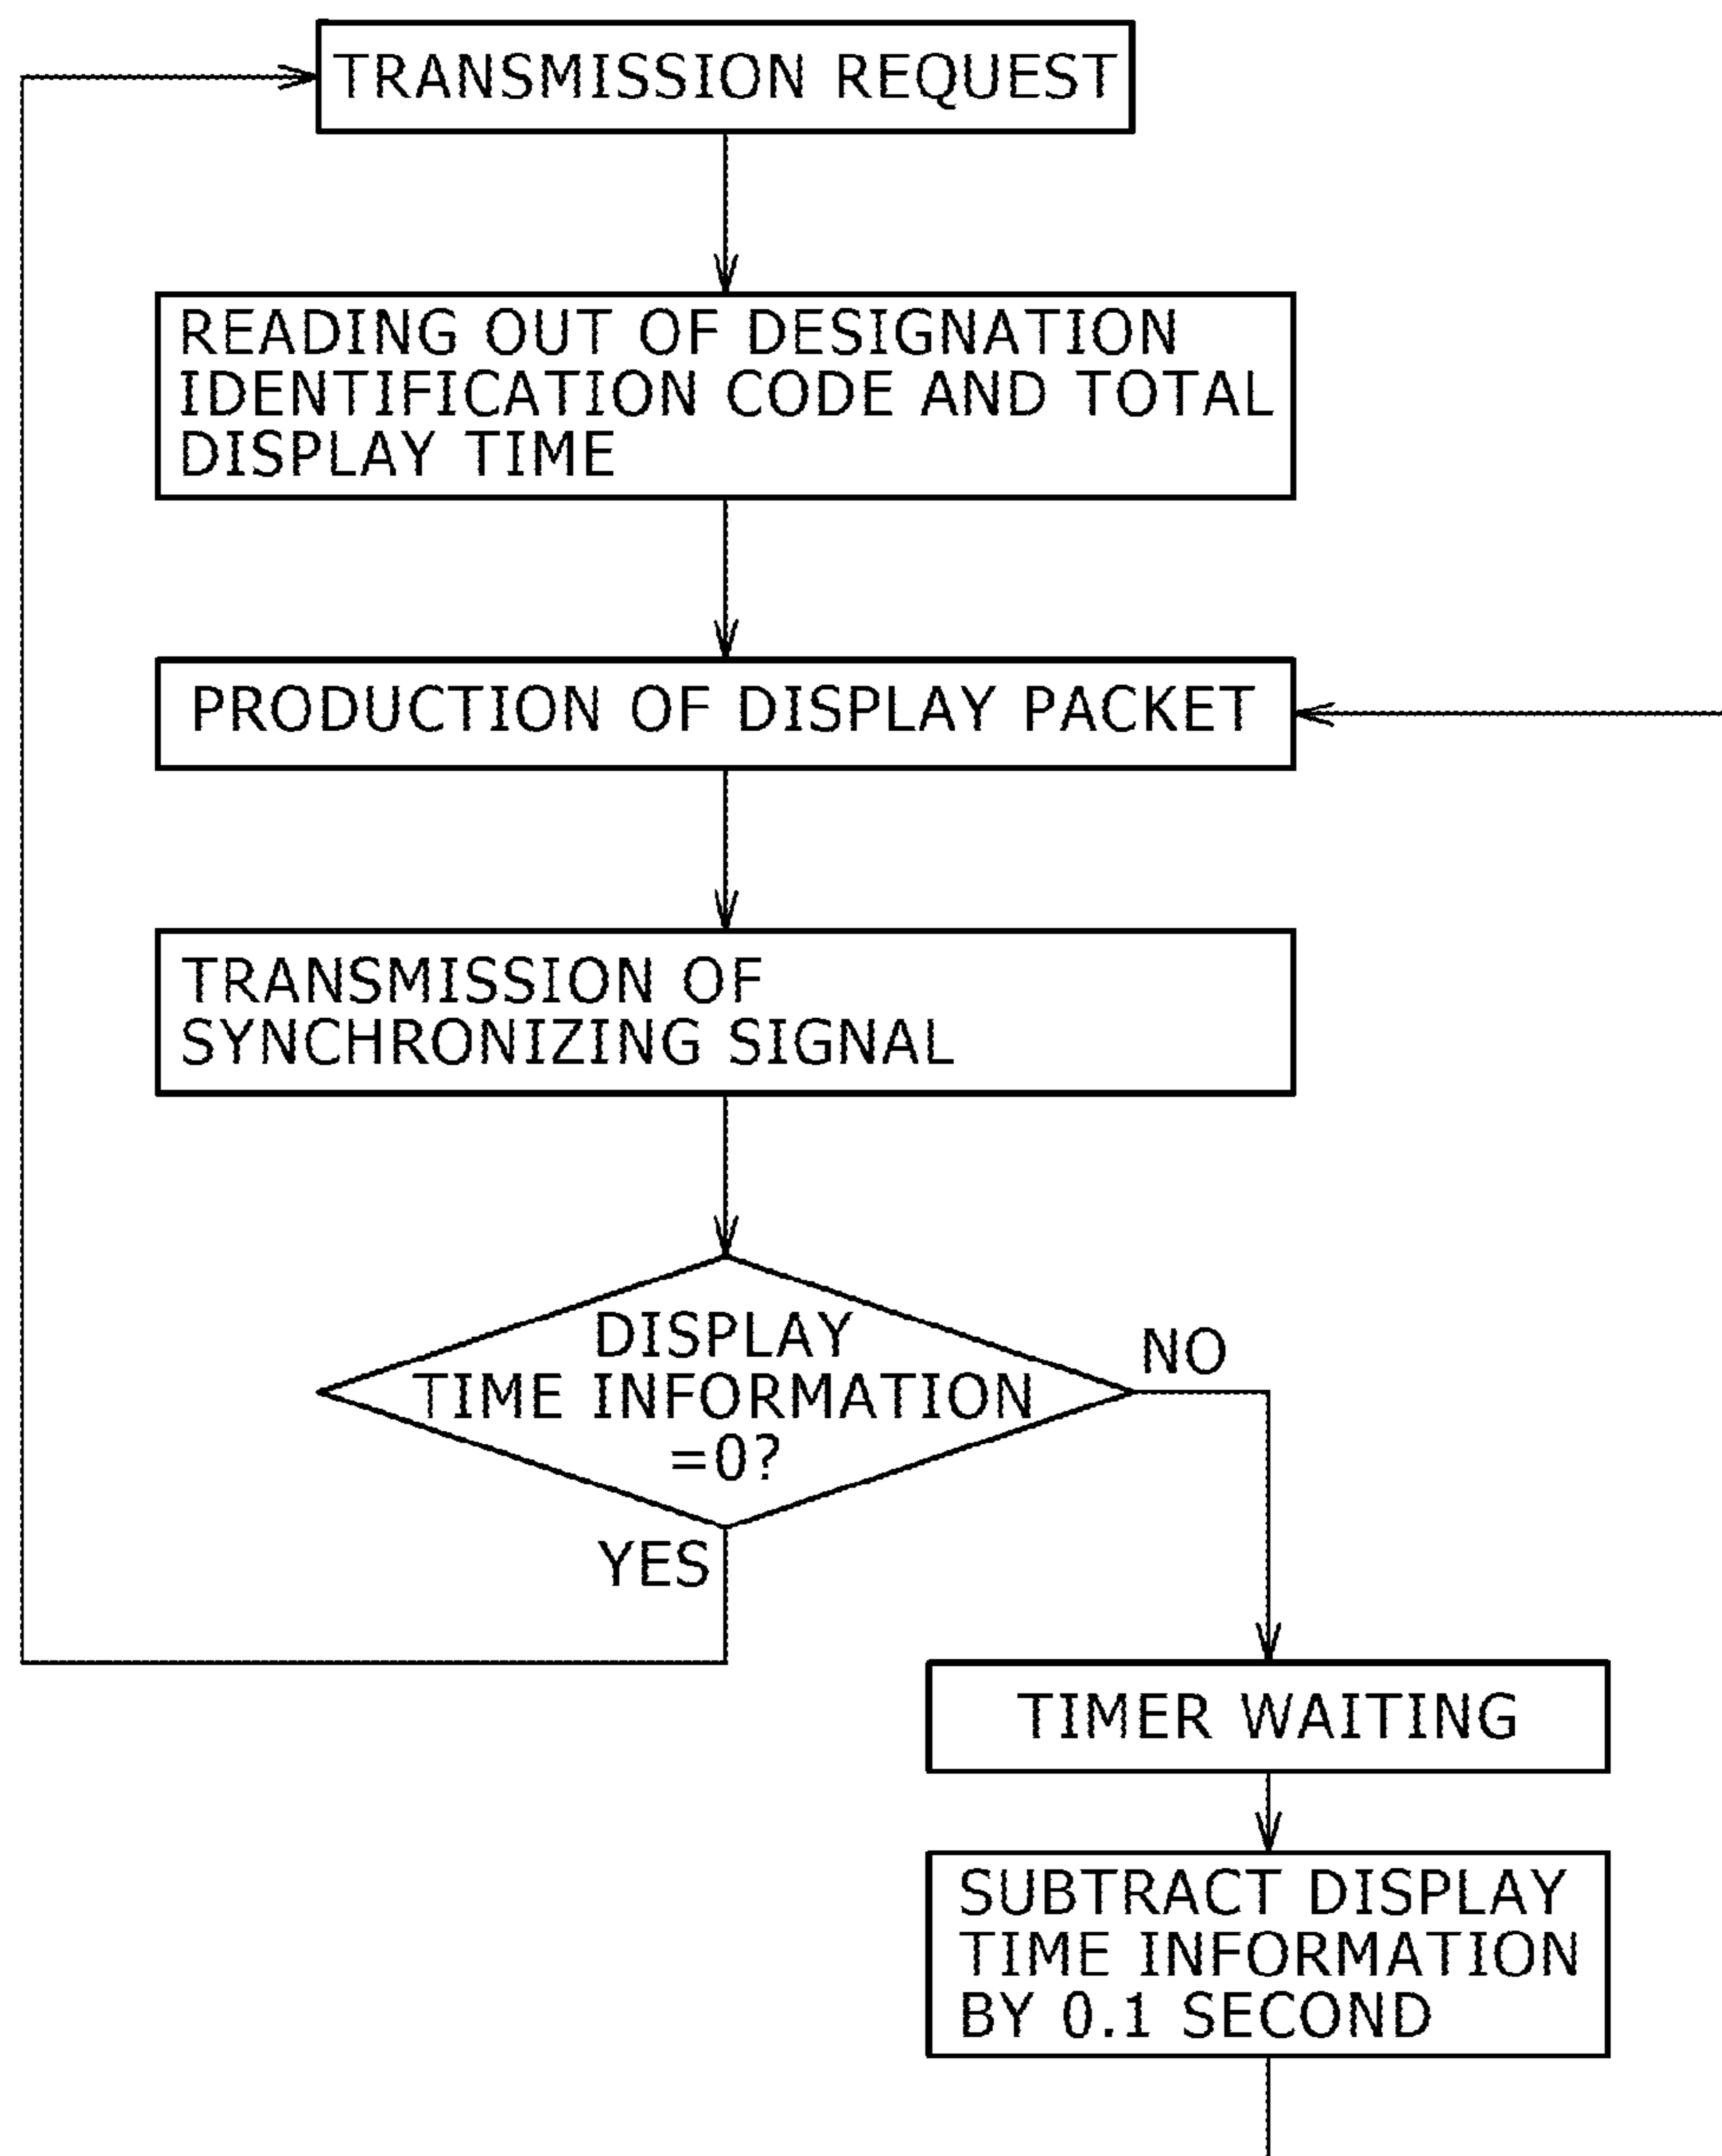 TRANSMISSION REQUEST
READING OUT OF DESIGNATION
IDENTIFICATION CODE AND TOTAL
DISPLAY TIME
PRODUCTION OF DISPLAY PACKET
TRANSMISSION OF
SYNCHRONIZING SIGNAL
DISPLAY
TIME INFORMATION
=0?
NO
YES
TIMER WAITING
SUBTRACT DISPLAY
TIME INFORMATION
BY 0.1 SECOND